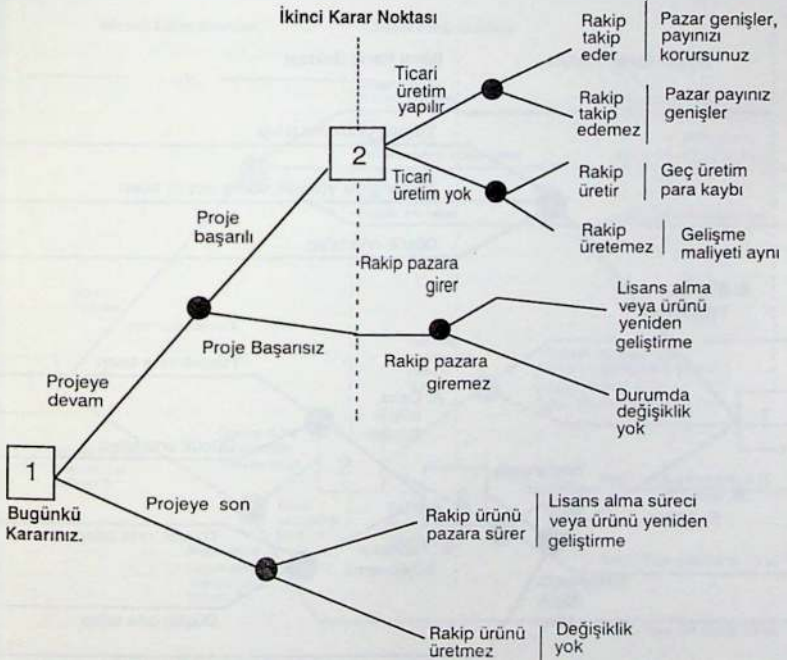 İkinci Karar Noktası
Rakip
takip
eder
Pazar genişler,
payınızı
korursunuz
Ticari
üretim
yapılır
Rakip
takip
edemez
Pazar payınız
genişler
2
Ticari
üretim yok
Rakip
üretir
Geç üretim
para kaybı
Rakip
üretemez
Gelişme
maliyeti aynı
Proje
başarılı
Rakip pazara
girer
Lisans alma
veya ürünü
yeniden
geliştirme
Proje Başarısız
Rakip pazara
giremez
Durumda
değişiklik
yok
Projeye
devam
1
Bugünkü
Kararınız.
Projeye son
Rakip ürünü
pazara sürer
Lisans alma süreci
veya ürünü yeniden
geliştirme
Rakip ürünü
üretmez
Değişiklik
yok